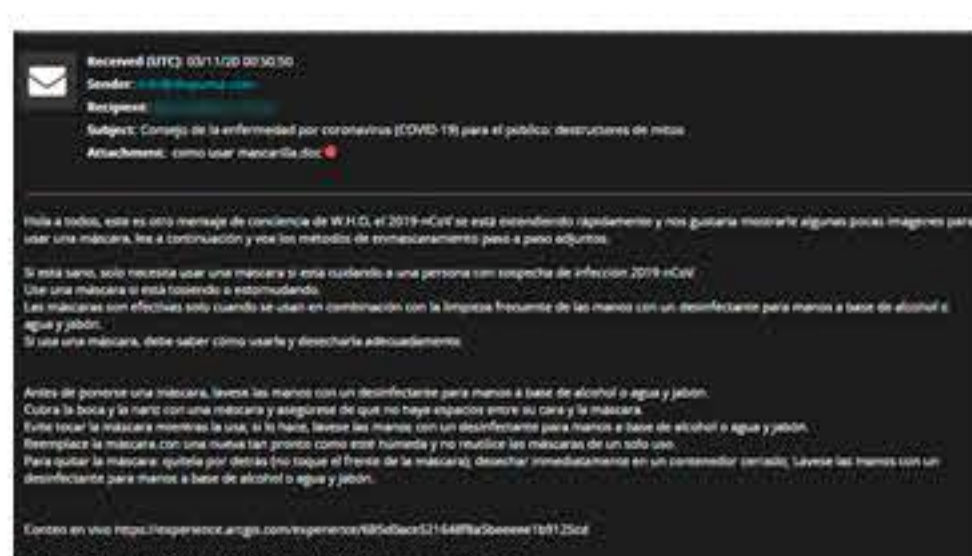 Received (UTC): 03/11/20 00:50:50
Sender:
Recipient:
Subject: Consejo de la enfermedad por coronavirus (COVID-19) para el público: destructores de mitos
Attachment: como usar mascarilla.doc
Hola a todos, este es otro mensaje de conciencia de W.H.O, el 2019-nCoV se está extendiendo rápidamente y nos gustaría mostrarle algunas pocas imágenes para
usar una máscara, lea a continuación y vea los métodos de enmascaramiento paso a paso adjuntos.
Si está sano, solo necesita usar una máscara si está cuidando a una persona con sospecha de infección 2019-nCoV
Use una máscara si está tosiendo o estornudando.
Las máscaras son efectivas solo cuando se usan en combinación con la limpieza frecuente de las manos con un desinfectante para manos a base de alcohol o
agua y jabón.
Si usa una máscara, debe saber cómo usarla y desecharla adecuadamente.
Antes de ponerse una máscara, lávese las manos con un desinfectante para manos a base de alcohol o agua y jabón.
Cubra la boca y la nariz con una máscara y asegúrese de que no haya espacios entre su cara y la máscara.
Evite tocar la máscara mientras la usa; si lo hace, lávese las manos con un desinfectante para manos a base de alcohol o agua y jabón.
Reemplace la máscara con una nueva tan pronto como esté húmeda y no reutilice las máscaras de un solo uso.
Para quitar la máscara: quítela por detrás (no toque el frente de la máscara); desechar inmediatamente en un contenedor cerrado; Lávese las manos con un
desinfectante para manos a base de alcohol o agua y jabón.
Conteo en vivo https://experience.arcgis.com/experience/